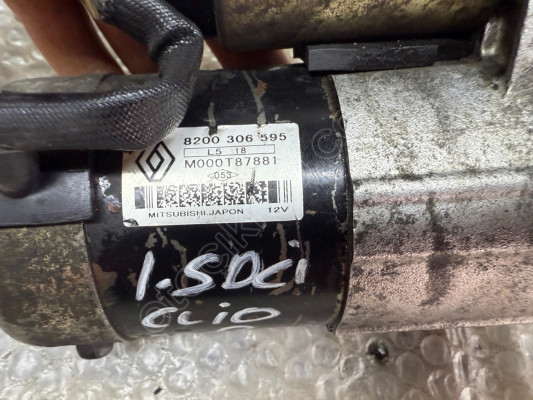 8200 306 595
L5 18
M000T87881
<053>
MITSUBISHI.JAPON 12V
1.5DCi
CLiO